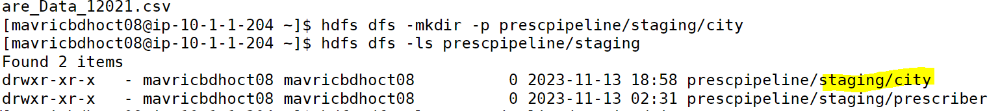 are_Data_12021.csv
[mavricbdhoct08@ip-10-1-1-204 ~]$ hdfs dfs -mkdir -p prescpipeline/staging/city
[mavricbdhoct08@ip-10-1-1-204 ~]$ hdfs dfs -ls prescpipeline/staging
Found 2 items
drwxr-xr-x   - mavricbdhoct08 mavricbdhoct08          0 2023-11-13 18:58 prescpipeline/staging/city
drwxr-xr-x   - mavricbdhoct08 mavricbdhoct08          0 2023-11-13 02:31 prescpipeline/staging/prescriber